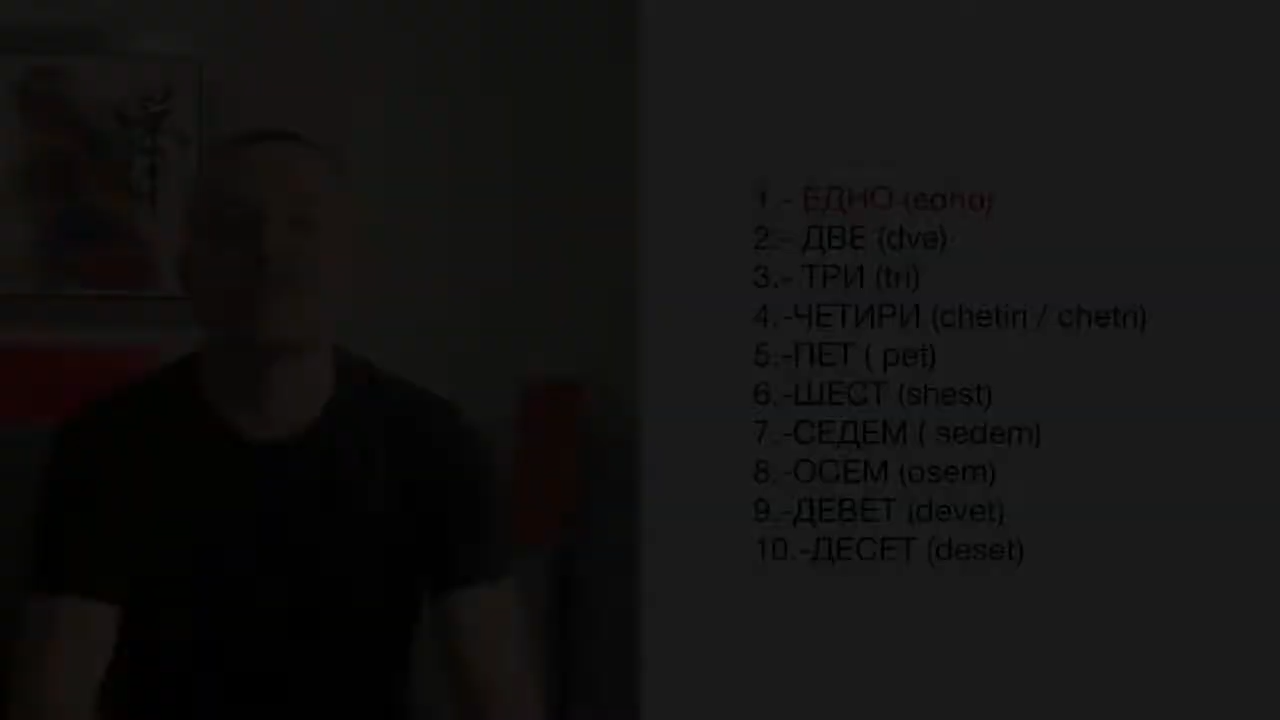 1.- ЕДНО (edno)
2.- ДВЕ (dve)
3.- ТРИ (tri)
4.-ЧЕТИРИ (chetiri / chetri)
5.-ПЕТ ( pet)
6.-ШЕСТ (shest)
7.-СЕДЕМ ( sedem)
8.-ОСЕМ (osem)
9.-ДЕВЕТ (devet)
10.-ДЕСЕТ (deset)